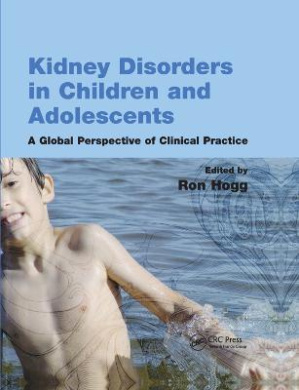 Kidney Disorders
in Children and
Adolescents
A Global Perspective of Clinical Practice
Edited by
Ron Hogg
CRC Press